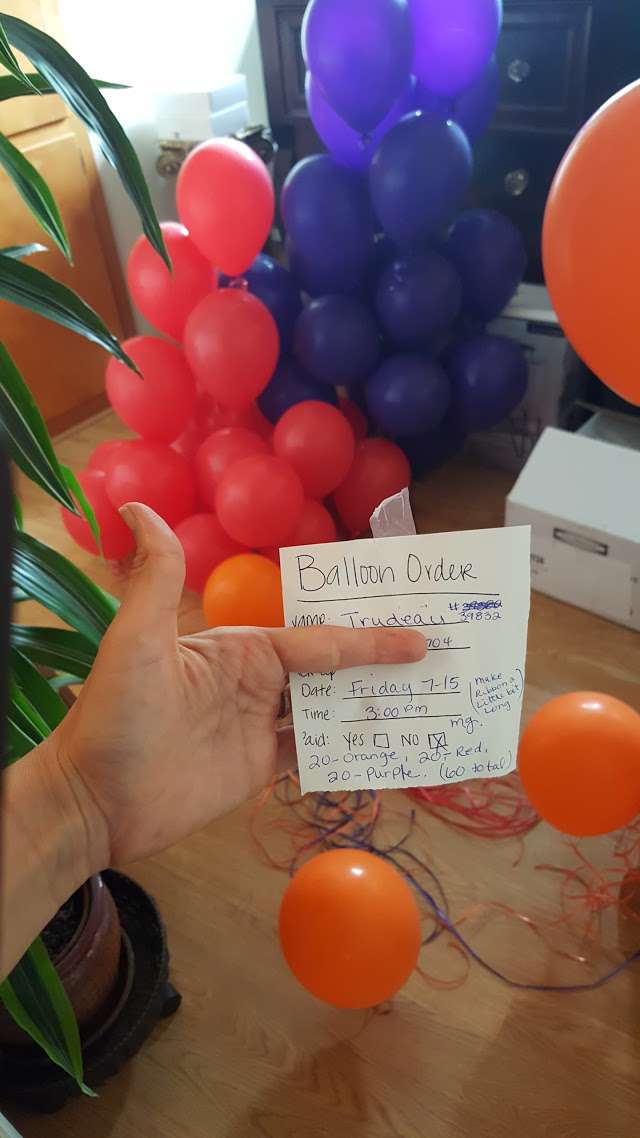 Balloon Order
Name: Trudeau # 39832
704
Date: Friday 7-15
(make
Ribbon a
Little bit
Long)
Time: 3:00 pm
mg.
Paid: Yes No X
20-Orange, 20-Red,
20-Purple. (60 total)